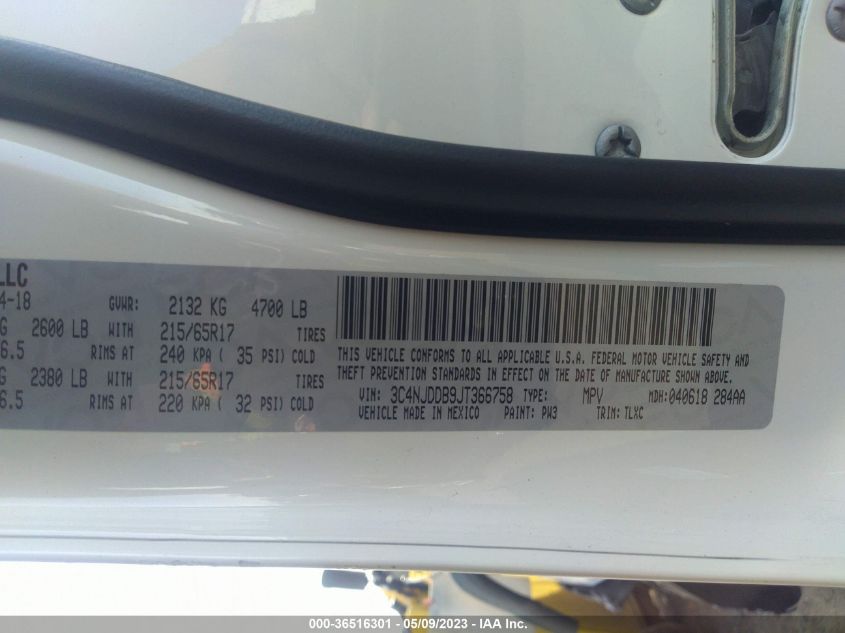 LLC
4-18 GVWR: 2132 KG 4700 LB
G 2600 LB WITH 215/65R17 TIRES
6.5 RIMS AT 240 KPA ( 35 PSI) COLD
G 2380 LB WITH 215/65R17 TIRES
6.5 RIMS AT 220 KPA ( 32 PSI) COLD
THIS VEHICLE CONFORMS TO ALL APPLICABLE U.S.A. FEDERAL MOTOR VEHICLE SAFETY AND
THEFT PREVENTION STANDARDS IN EFFECT ON THE DATE OF MANUFACTURE SHOWN ABOVE.
VIN: 3C4NJDDB9JT366758 TYPE: MPV MDH: 040618 284AA
VEHICLE MADE IN MEXICO PAINT: PW3 TRIM: TLXC
000-36516301 - 05/09/2023 - IAA Inc.